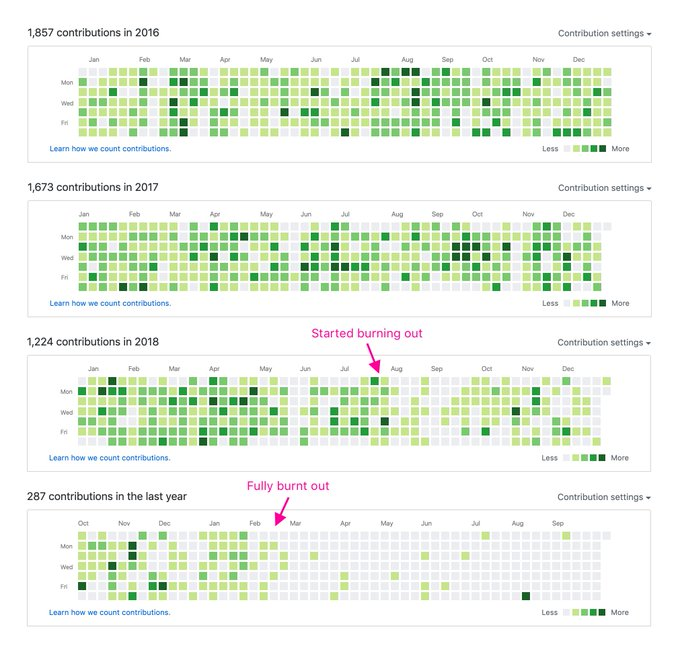 1,857 contributions in 2016
Contribution settings
Jan Feb Mar Apr May Jun Jul Aug Sep Oct Nov Dec
Mon
Wed
Fri
Learn how we count contributions.
Less More
1,673 contributions in 2017
Contribution settings
Jan Feb Mar Apr May Jun Jul Aug Sep Oct Nov Dec
Mon
Wed
Fri
Learn how we count contributions.
Less More
Started burning out
1,224 contributions in 2018
Contribution settings
Jan Feb Mar Apr May Jun Jul Aug Sep Oct Nov Dec
Mon
Wed
Fri
Learn how we count contributions.
Less More
Fully burnt out
287 contributions in the last year
Contribution settings
Oct Nov Dec Jan Feb Mar Apr May Jun Jul Aug Sep
Mon
Wed
Fri
Learn how we count contributions.
Less More